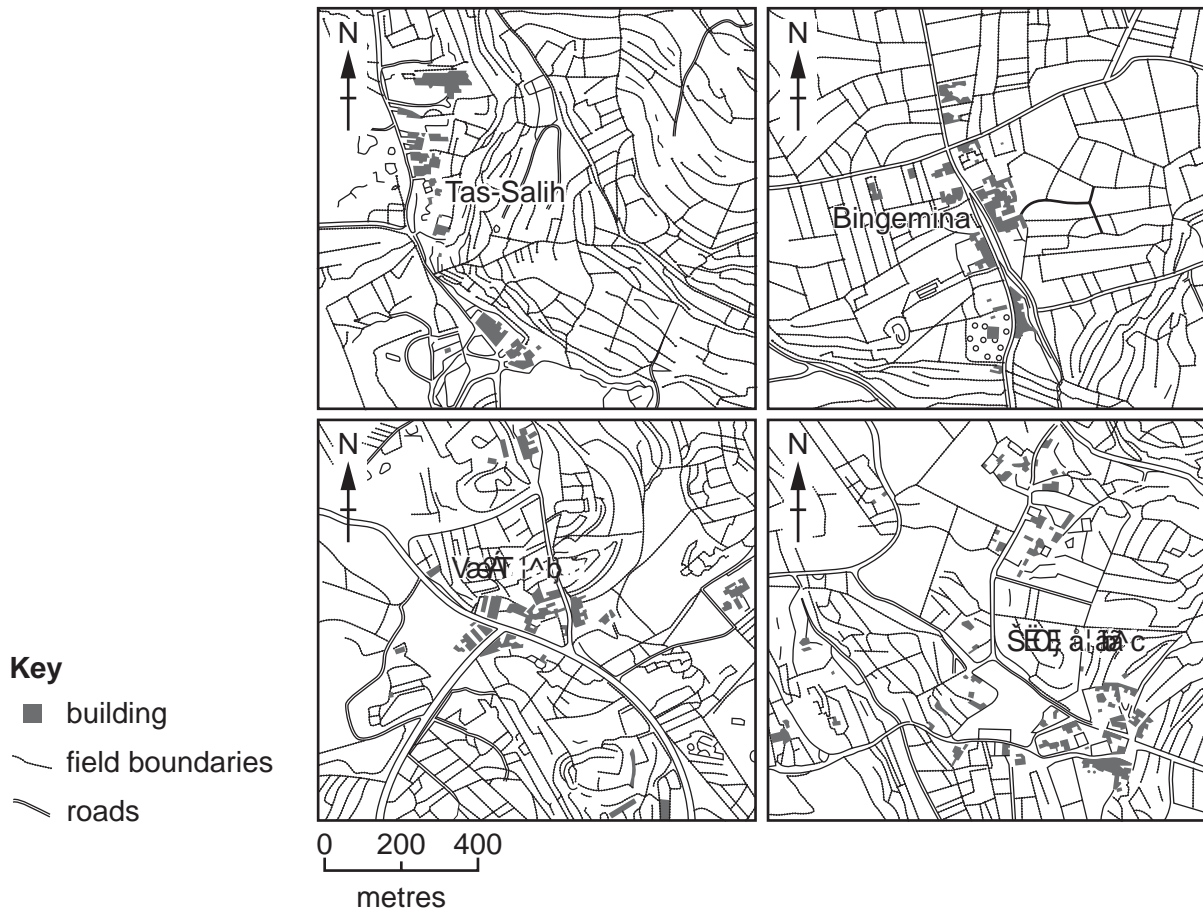 N
Tas-Salih
N
Bingemina
N
N
Key
building
field boundaries
roads
0 200 400
metres